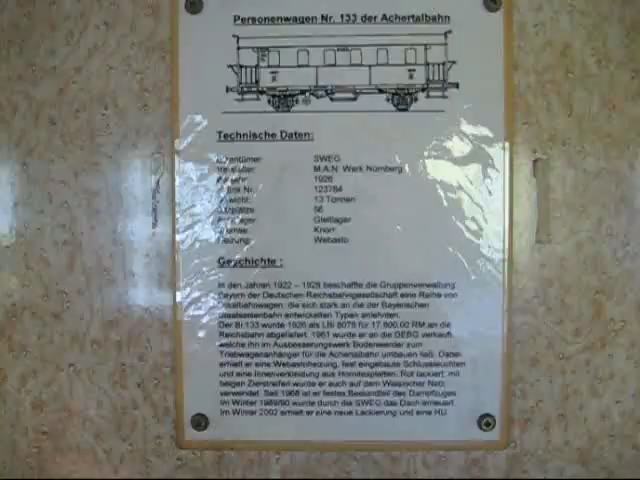 Personenwagen Nr. 133 der Achertalbahn
Technische Daten:
SWEG
M.A.N. Werk Nürnberg
1926
123784
13 Tonnen
56
Gleitlager
Knorr
Webasto
Geschichte :
In den Jahren 1922 – 1928 beschaffte die Gruppenverwaltung
Bayern der Deutschen Reichsbahngesellschaft eine Reihe von
die sich stark an die der Bayerischen
entwickelten Typen anlehnten.
Der Bi 133 wurde 1926 als LBi 8078 für 17.800,00 RM an die
Reichsbahn abgeliefert. 1961 wurde er an die DEBG verkauft,
welche ihn im Ausbesserungswerk Bodenweder zum
Triebwagenanhänger für die Achertalbahn umbauen ließ. Dabei
erhielt er eine Webastoheizung, fest eingebaute Schlussleuchten
und eine Innenverkleidung aus Hornitexplatten. Rot lackiert, mit
beigen Zierstreifen wurde er auch auf dem Netz
verwendet. Seit 1968 ist er festes Bestandteil des Dampfzuges
Im Winter 1989/90 wurde durch die SWEG das Dach erneuert.
Im Winter 2002 erhielt er eine neue Lackierung und eine HU